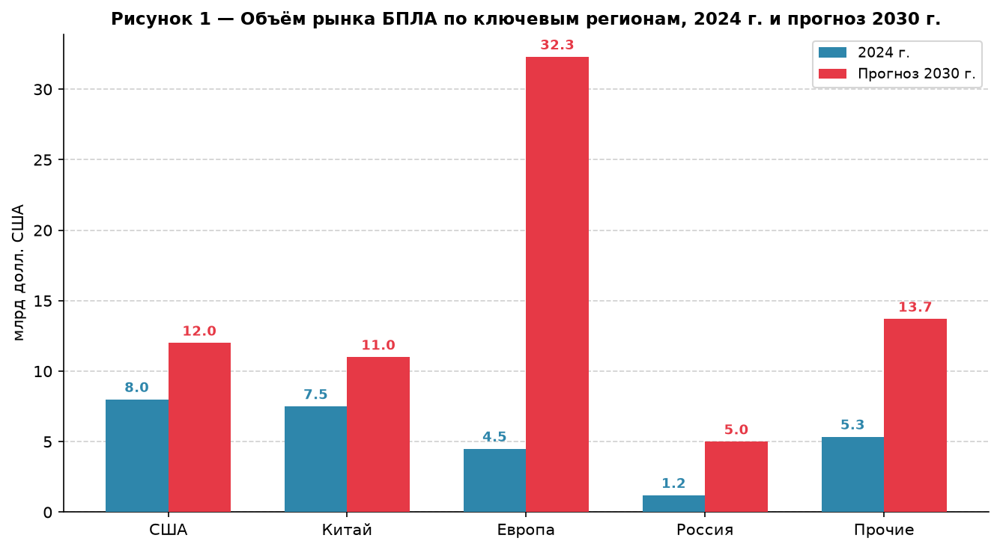 Рисунок 1 — Объём рынка БПЛА по ключевым регионам, 2024 г. и прогноз 2030 г.
2024 г.
Прогноз 2030 г.
млрд долл. США
30
25
20
15
10
5
0
8.0
12.0
7.5
11.0
4.5
32.3
1.2
5.0
5.3
13.7
США
Китай
Европа
Россия
Прочие